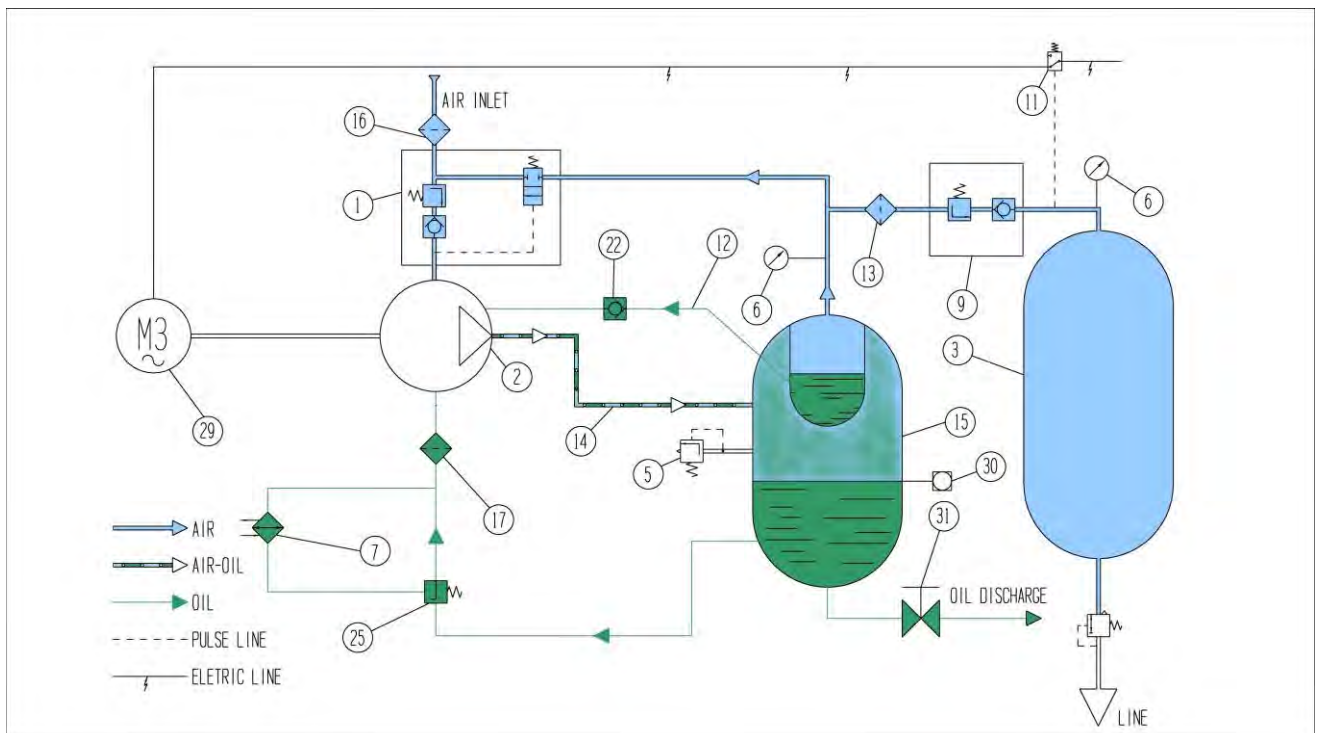 11
AIR INLET
16
1
6
22
12
13
6
9
3
M3
~
2
29
14
15
5
30
17
31
7
AIR
AIR-OIL
OIL
OIL DISCHARGE
25
PULSE LINE
ELETRIC LINE
LINE